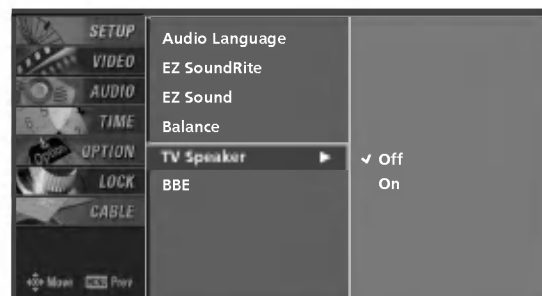 SETUP
VIDEO
AUDIO
TIME
OPTION
LOCK
CABLE
Move MENU Prev
Audio Language
EZ SoundRite
EZ Sound
Balance
TV Speaker
BBE
Off
On